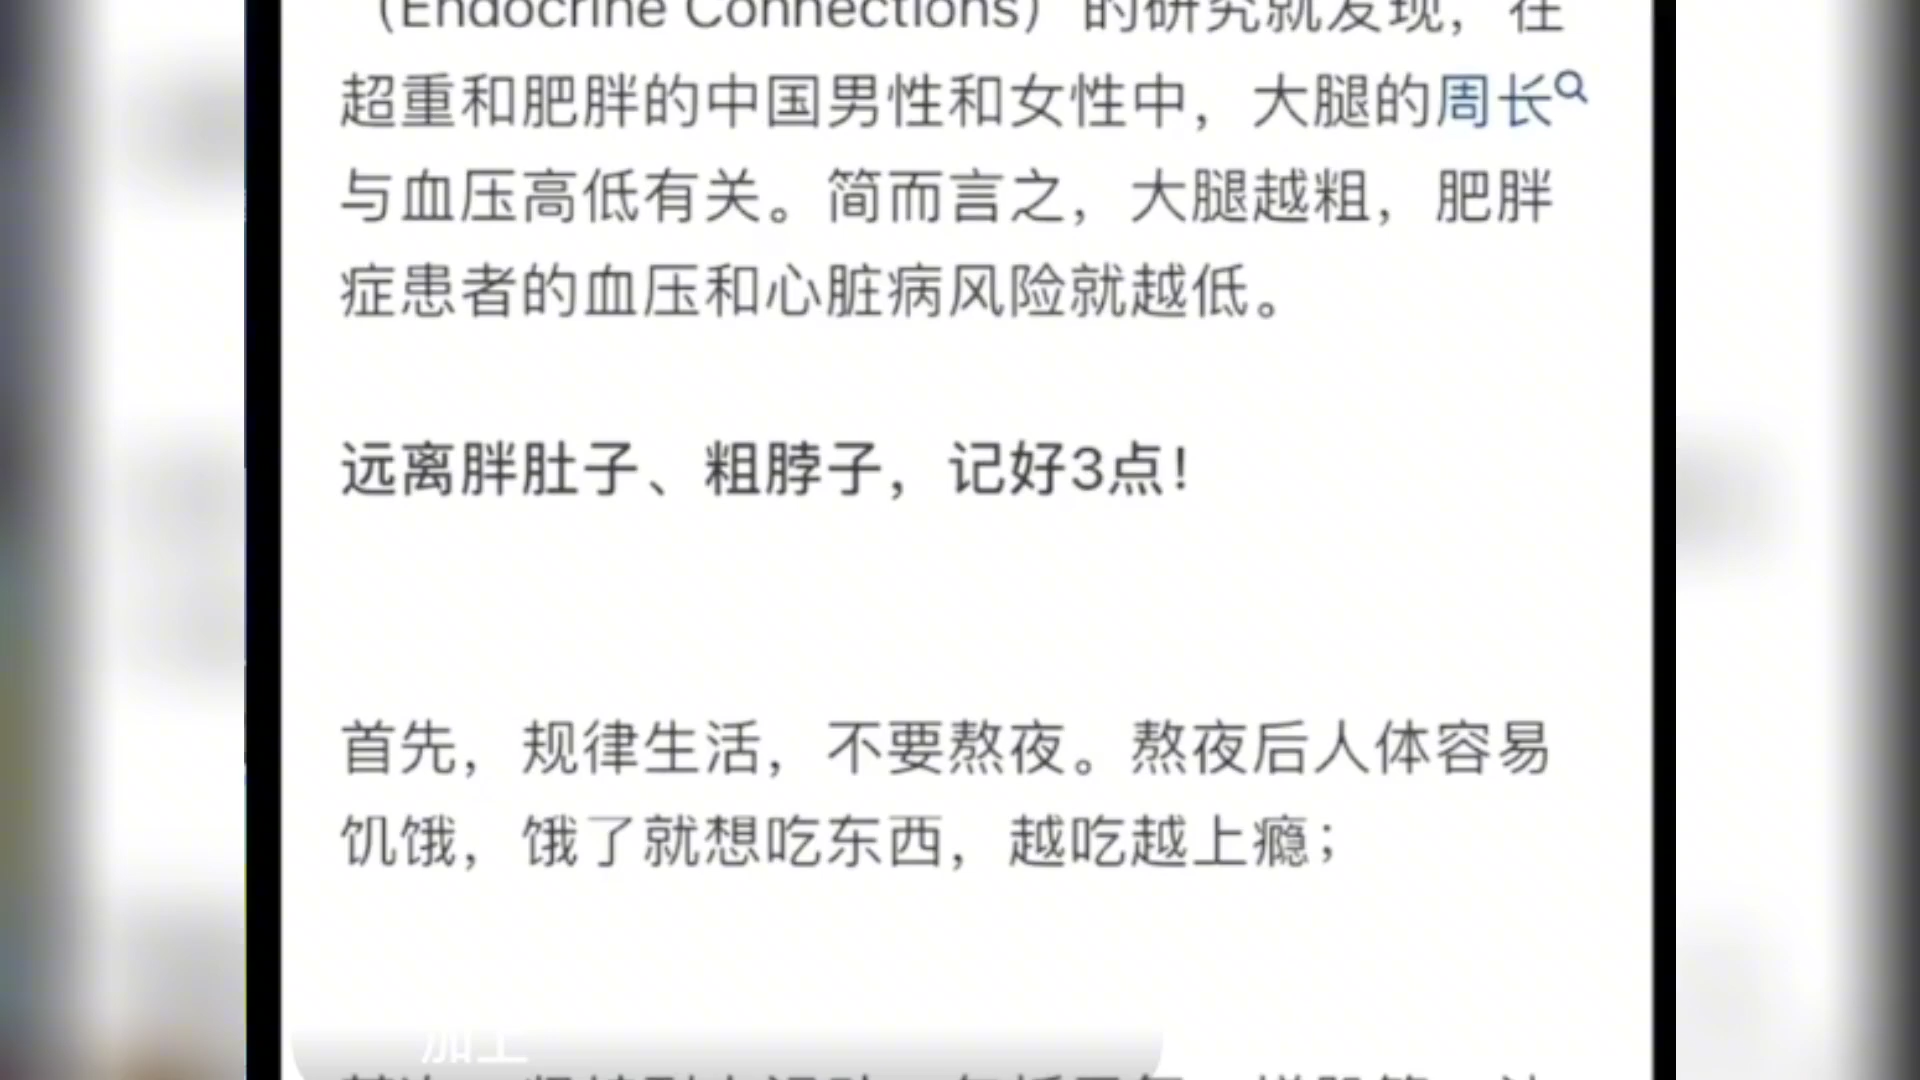 （Endocrine Connections）的研究就发现，在
超重和肥胖的中国男性和女性中，大腿的周长
与血压高低有关。简而言之，大腿越粗，肥胖
症患者的血压和心脏病风险就越低。
远离胖肚子、粗脖子，记好3点！
首先，规律生活，不要熬夜。熬夜后人体容易
饥饿，饿了就想吃东西，越吃越上瘾；
加上